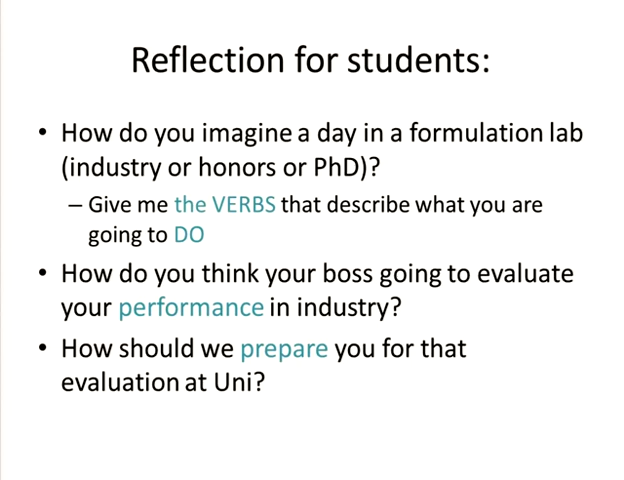 Reflection for students:
• How do you imagine a day in a formulation lab
(industry or honors or PhD)?
– Give me the VERBS that describe what you are
going to DO
• How do you think your boss going to evaluate
your performance in industry?
• How should we prepare you for that
evaluation at Uni?